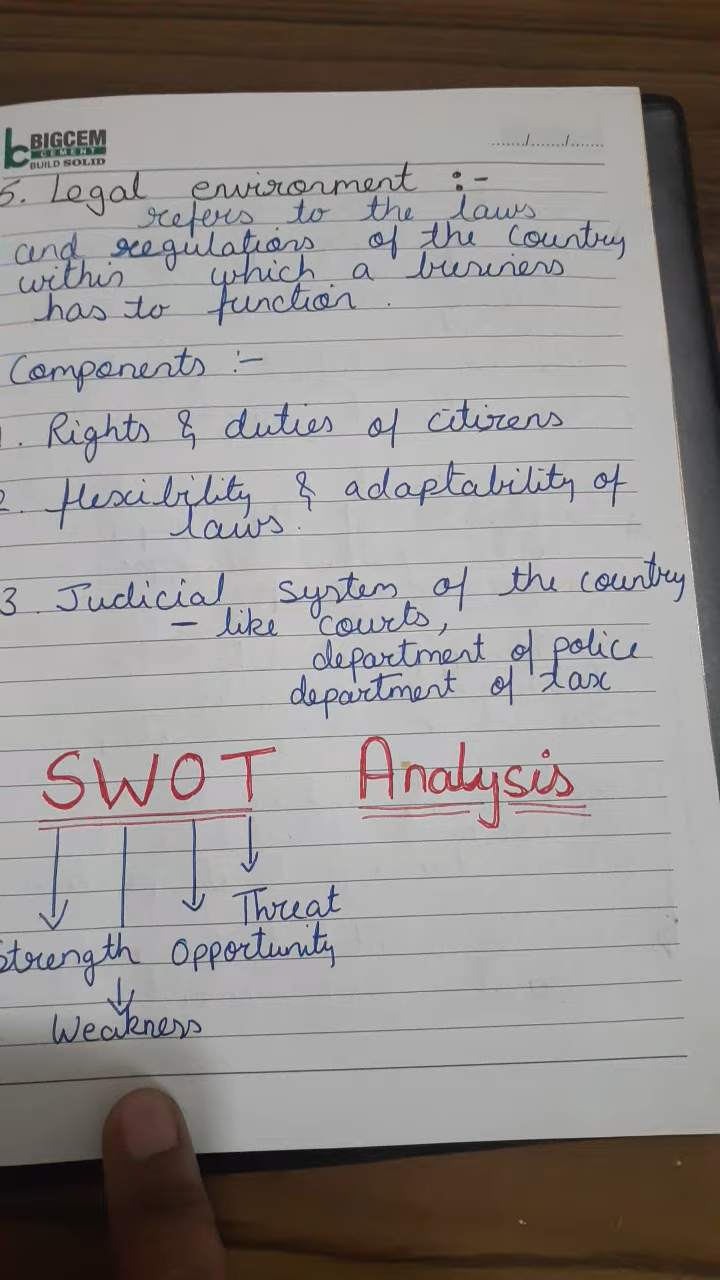 BIGCEM
CEMENT
BUILD SOLID
....../......./.......
5. Legal environment :-
refers to the laws
and regulations of the country
within which a business
has to function.
Components :-
1. Rights & duties of citizens
2. flexibility & adaptability of
laws.
3 Judicial system of the country
- like courts,
department of police
department of tax
SWOT Analysis
Threat
Strength Opportunity
Weakness